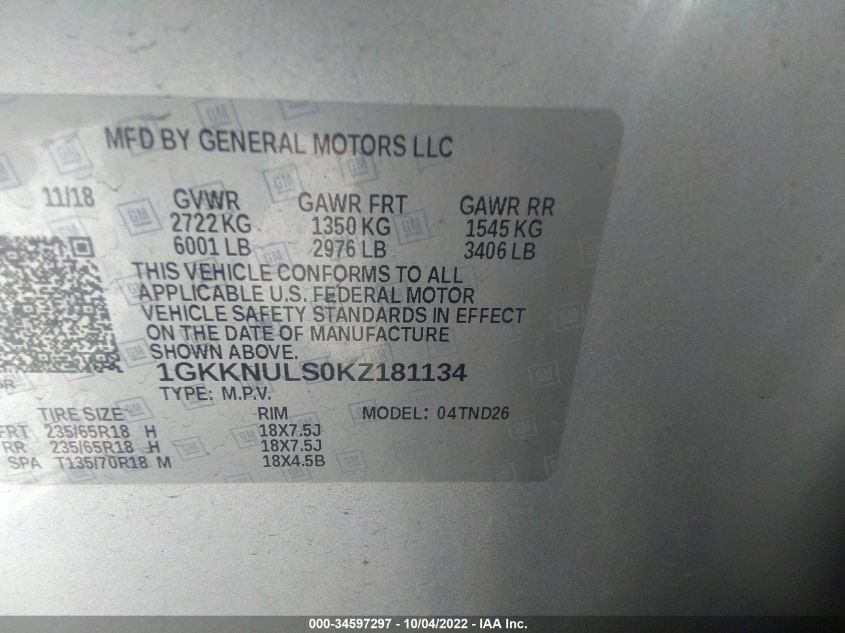 MFD BY GENERAL MOTORS LLC
11/18 GVWR GAWR FRT GAWR RR
2722 KG 1350 KG 1545 KG
6001 LB 2976 LB 3406 LB
THIS VEHICLE CONFORMS TO ALL
APPLICABLE U.S. FEDERAL MOTOR
VEHICLE SAFETY STANDARDS IN EFFECT
ON THE DATE OF MANUFACTURE
SHOWN ABOVE.
1GKKNULS0KZ181134
TYPE: M.P.V.
TIRE SIZE RIM MODEL: 04TND26
FRT 235/65R18 H 18X7.5J
RR 235/65R18 H 18X7.5J
SPA T135/70R18 M 18X4.5B
000-34597297 - 10/04/2022 - IAA Inc.